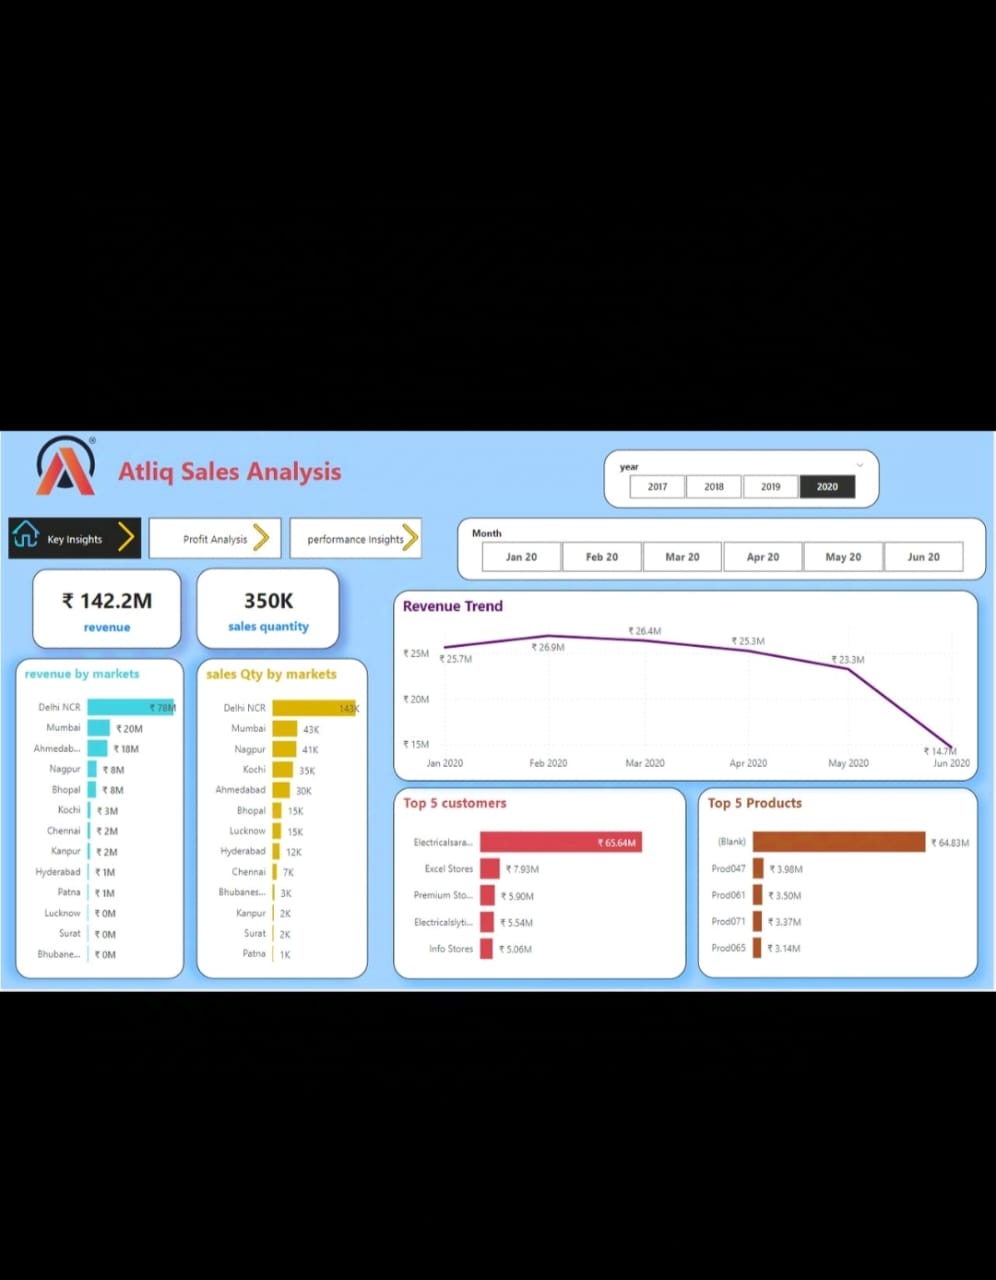 ®
Atliq Sales Analysis
year
2017 2018 2019 2020
Key Insights
Profit Analysis
performance Insights
Month
Jan 20 Feb 20 Mar 20 Apr 20 May 20 Jun 20
₹ 142.2M
revenue
350K
sales quantity
Revenue Trend
₹ 25M
₹ 20M
₹ 15M
₹ 25.7M
₹ 26.9M
₹ 26.4M
₹ 25.3M
₹ 23.3M
₹ 14.7M
Jan 2020 Feb 2020 Mar 2020 Apr 2020 May 2020 Jun 2020
revenue by markets
Delhi NCR ₹ 78M
Mumbai ₹ 20M
Ahmedab... ₹ 18M
Nagpur ₹ 8M
Bhopal ₹ 8M
Kochi ₹ 3M
Chennai ₹ 2M
Kanpur ₹ 2M
Hyderabad ₹ 1M
Patna ₹ 1M
Lucknow ₹ 0M
Surat ₹ 0M
Bhubane... ₹ 0M
sales Qty by markets
Delhi NCR 143K
Mumbai 43K
Nagpur 41K
Kochi 35K
Ahmedabad 30K
Bhopal 15K
Lucknow 15K
Hyderabad 12K
Chennai 7K
Bhubanes... 3K
Kanpur 2K
Surat 2K
Patna 1K
Top 5 customers
Electricalsara... ₹ 65.64M
Excel Stores ₹ 7.93M
Premium Sto... ₹ 5.90M
Electricalslyti... ₹ 5.54M
Info Stores ₹ 5.06M
Top 5 Products
(Blank) ₹ 64.83M
Prod047 ₹ 3.98M
Prod061 ₹ 3.50M
Prod071 ₹ 3.37M
Prod065 ₹ 3.14M